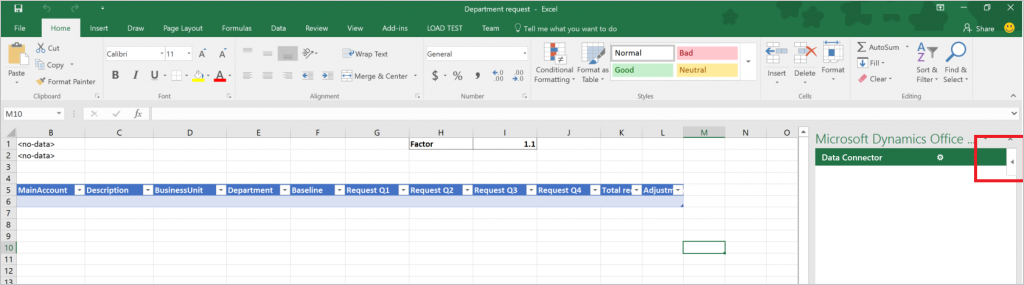 Department request - Excel
File Home Insert Draw Page Layout Formulas Data Review View Add-ins LOAD TEST Team Tell me what you want to do Share
Cut
Copy
Format Painter
Paste
Clipboard
Calibri 11 A A
B I U A
Font
Wrap Text
Merge & Center
Alignment
General
$ % , .0 .00 .00 .0
Number
Conditional Formatting
Format as Table
Normal Bad
Good Neutral
Styles
Insert Delete Format
Cells
AutoSum
Fill
Clear
Sort & Filter
Find & Select
Editing
M10 fx
B C D E F G H I J K L M N O
1 <no-data> Factor 1.1
2 <no-data>
3
4
5 MainAccount Description BusinessUnit Department Baseline Request Q1 Request Q2 Request Q3 Request Q4 Total re Adjustm
6
7
8
9
10
11
12
13
Microsoft Dynamics Office ...
Data Connector